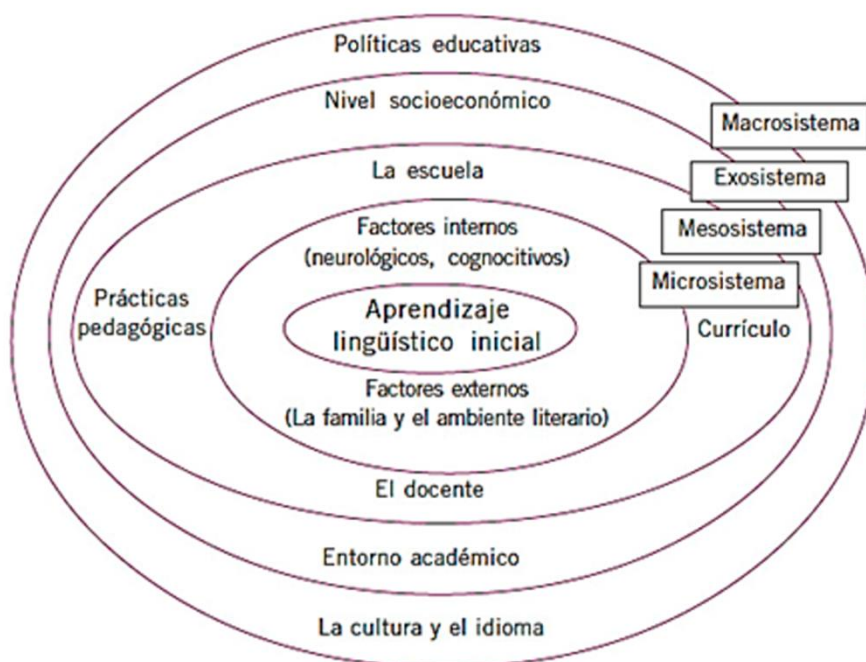 Políticas educativas
Nivel socioeconómico
Macrosistema
La escuela
Exosistema
Factores internos
(neurológicos, cognocitivos)
Mesosistema
Microsistema
Prácticas
pedagógicas
Aprendizaje
lingüístico inicial
Currículo
Factores externos
(La familia y el ambiente literario)
El docente
Entorno académico
La cultura y el idioma